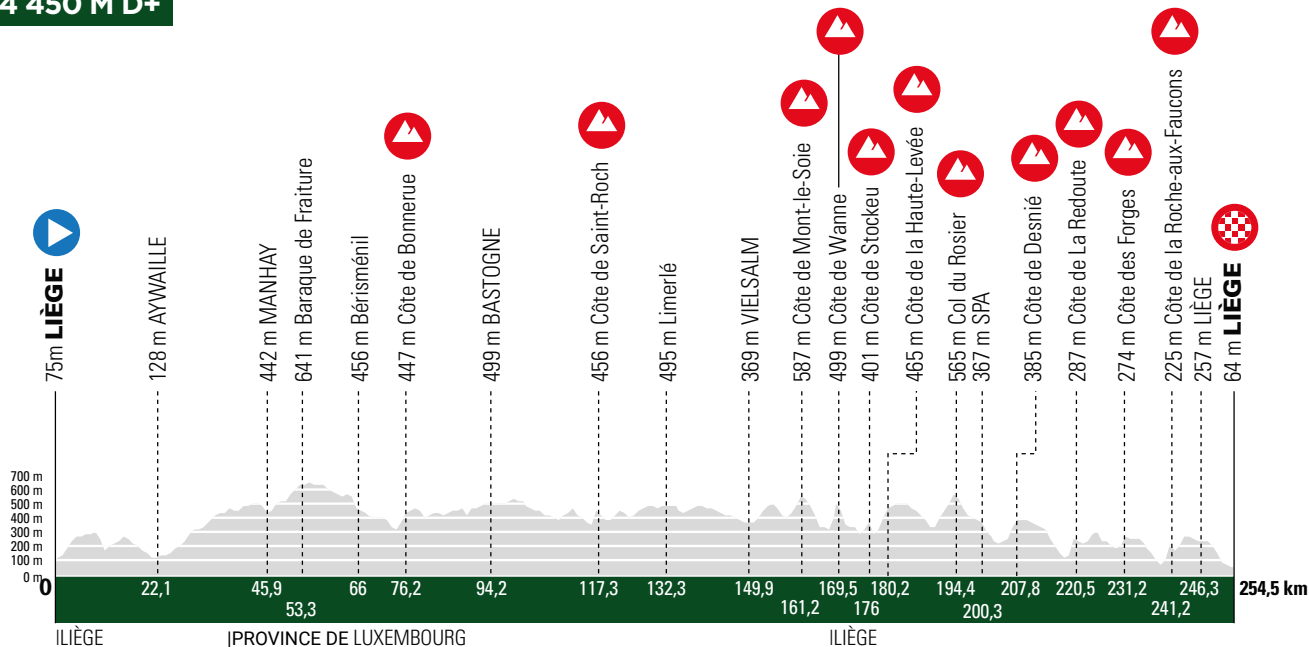 4 450 M D+
75m LIÈGE
128 m AYWAILLE
442 m MANHAY
641 m Baraque de Fraiture
456 m Bérisménil
447 m Côte de Bonnerue
499 m BASTOGNE
456 m Côte de Saint-Roch
495 m Limerlé
369 m VIELSALM
587 m Côte de Mont-le-Soie
499 m Côte de Wanne
401 m Côte de Stockeu
465 m Côte de la Haute-Levée
565 m Col du Rosier
367 m SPA
385 m Côte de Desnié
287 m Côte de La Redoute
274 m Côte des Forges
225 m Côte de la Roche-aux-Faucons
257 m LIÈGE
64 m LIÈGE
700 m
600 m
500 m
400 m
300 m
200 m
100 m
0 m
0 22,1 45,9 66 76,2 94,2 117,3 132,3 149,9 169,5 180,2 194,4 207,8 220,5 231,2 246,3 254,5 km
53,3 161,2 176 200,3 241,2
|LIÈGE |PROVINCE DE LUXEMBOURG |LIÈGE